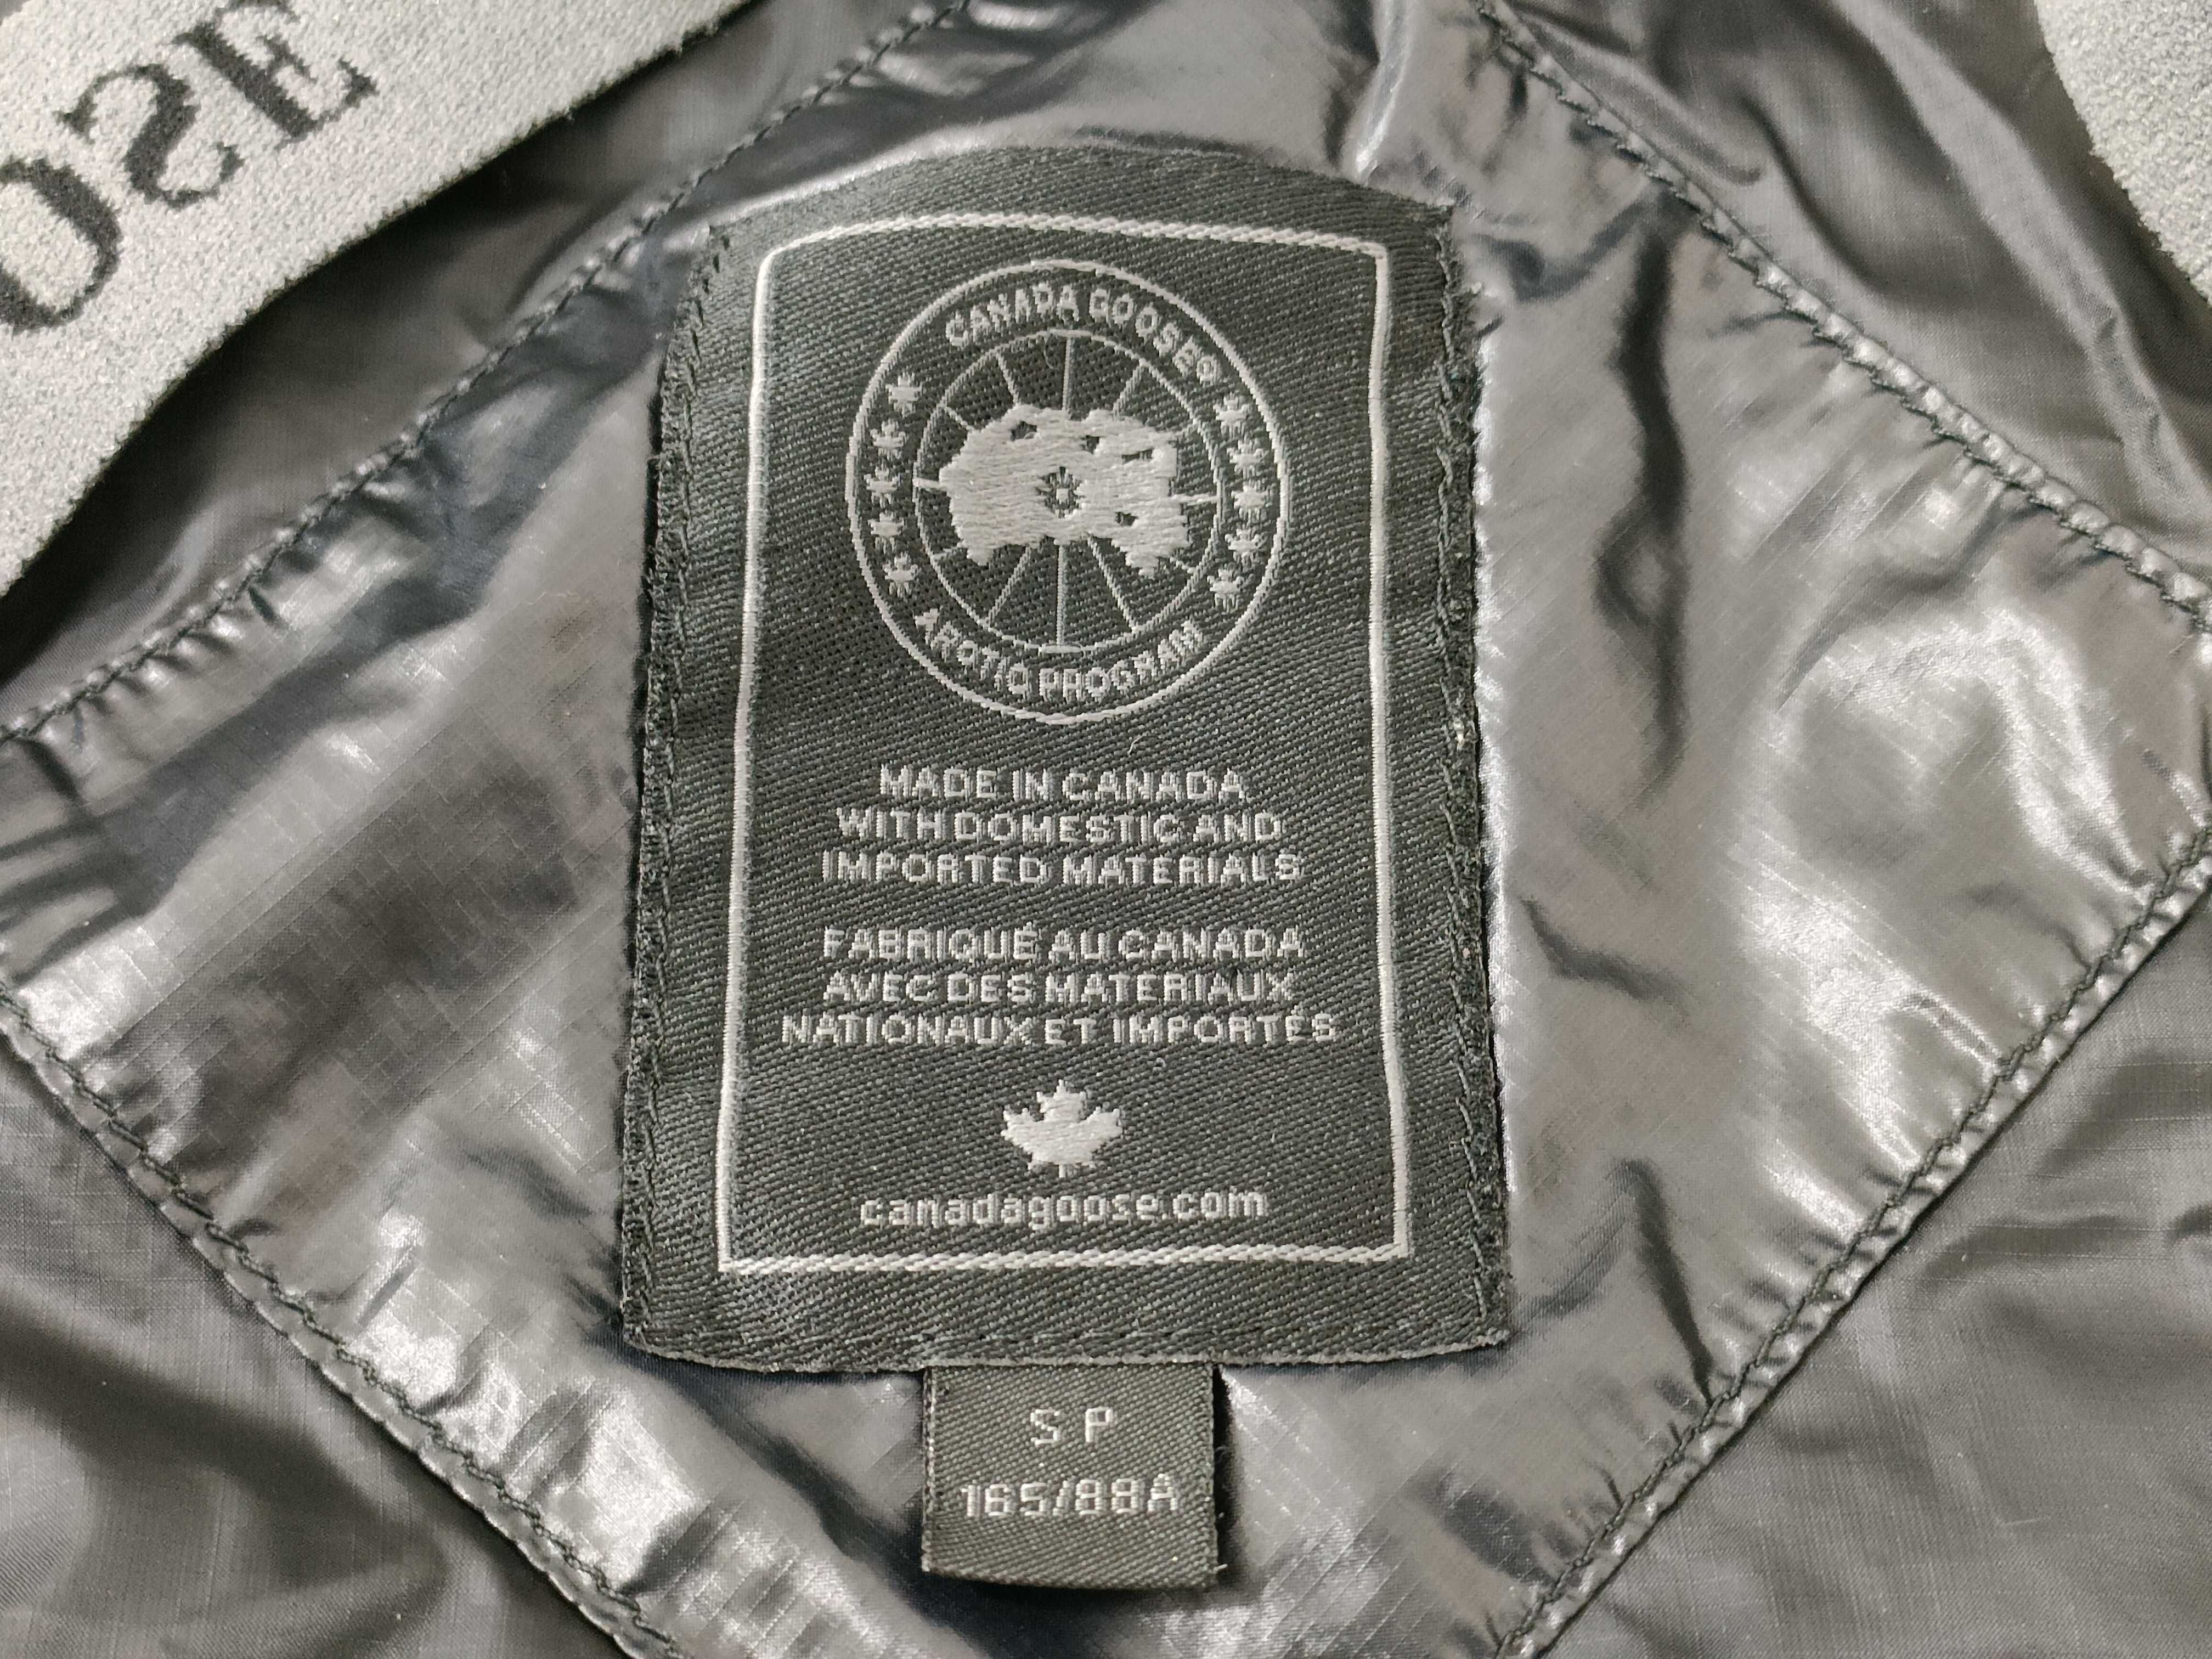 OSE
CANADA GOOSE®
ARCTIC PROGRAM
MADE IN CANADA
WITH DOMESTIC AND
IMPORTED MATERIALS
FABRIQUÉ AU CANADA
AVEC DES MATERIAUX
NATIONAUX ET IMPORTÉS
canadagoose.com
S P
165/88A